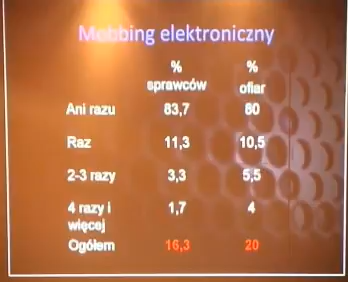 Mobbing elektroniczny
% %
sprawców ofiar
Ani razu 83,7 80
Raz 11,3 10,5
2-3 razy 3,3 5,5
4 razy i 1,7 4
więcej
Ogółem 16,3 20